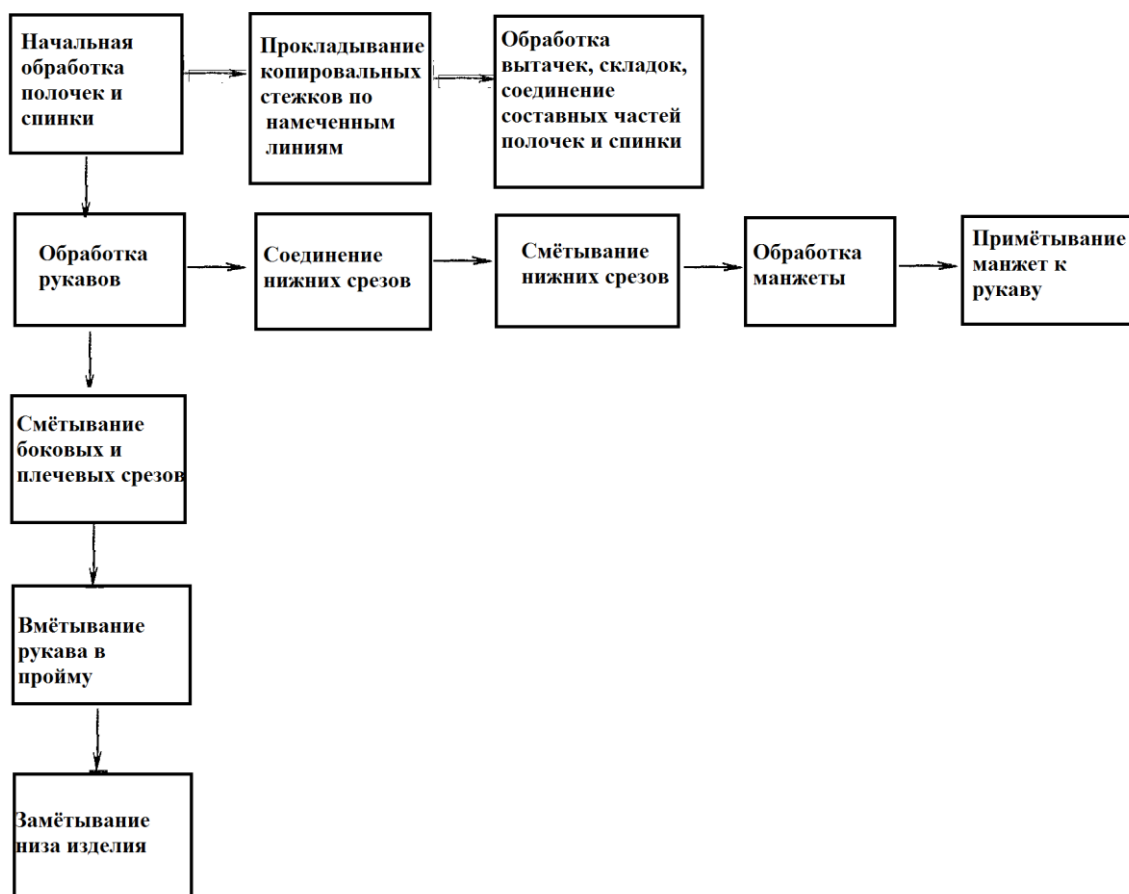 Начальная
обработка
полочек и
спинки
Прокладывание
копировальных
стежков по
намеченным
линиям
Обработка
вытачек, складок,
соединение
составных частей
полочек и спинки
Обработка
рукавов
Соединение
нижних срезов
Смётывание
нижних срезов
Обработка
манжеты
Примётывание
манжет к
рукаву
Смётывание
боковых и
плечевых срезов
Вмётывание
рукава в
пройму
Замётывание
низа изделия